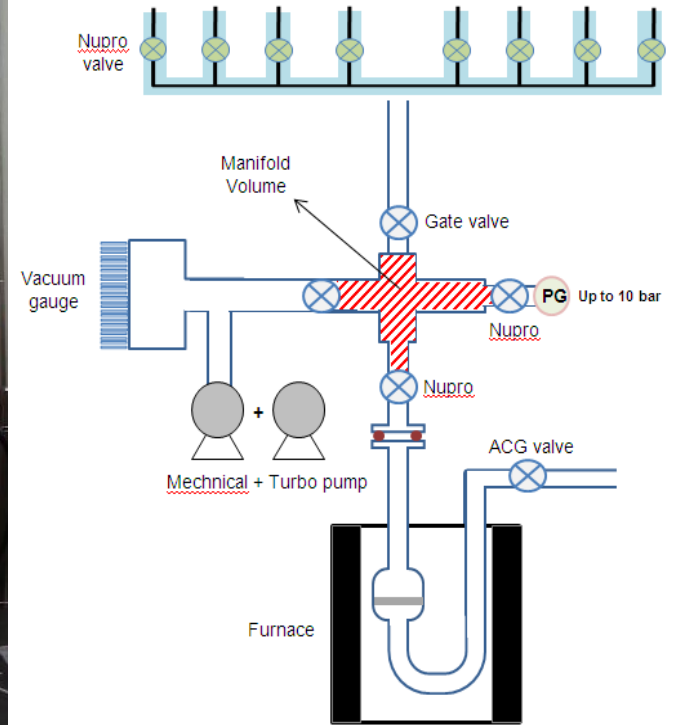 Nupro
valve
Manifold
Volume
Gate valve
Vacuum
gauge
PG Up to 10 bar
Nupro
Nupro
+
ACG valve
Mechnical + Turbo pump
Furnace